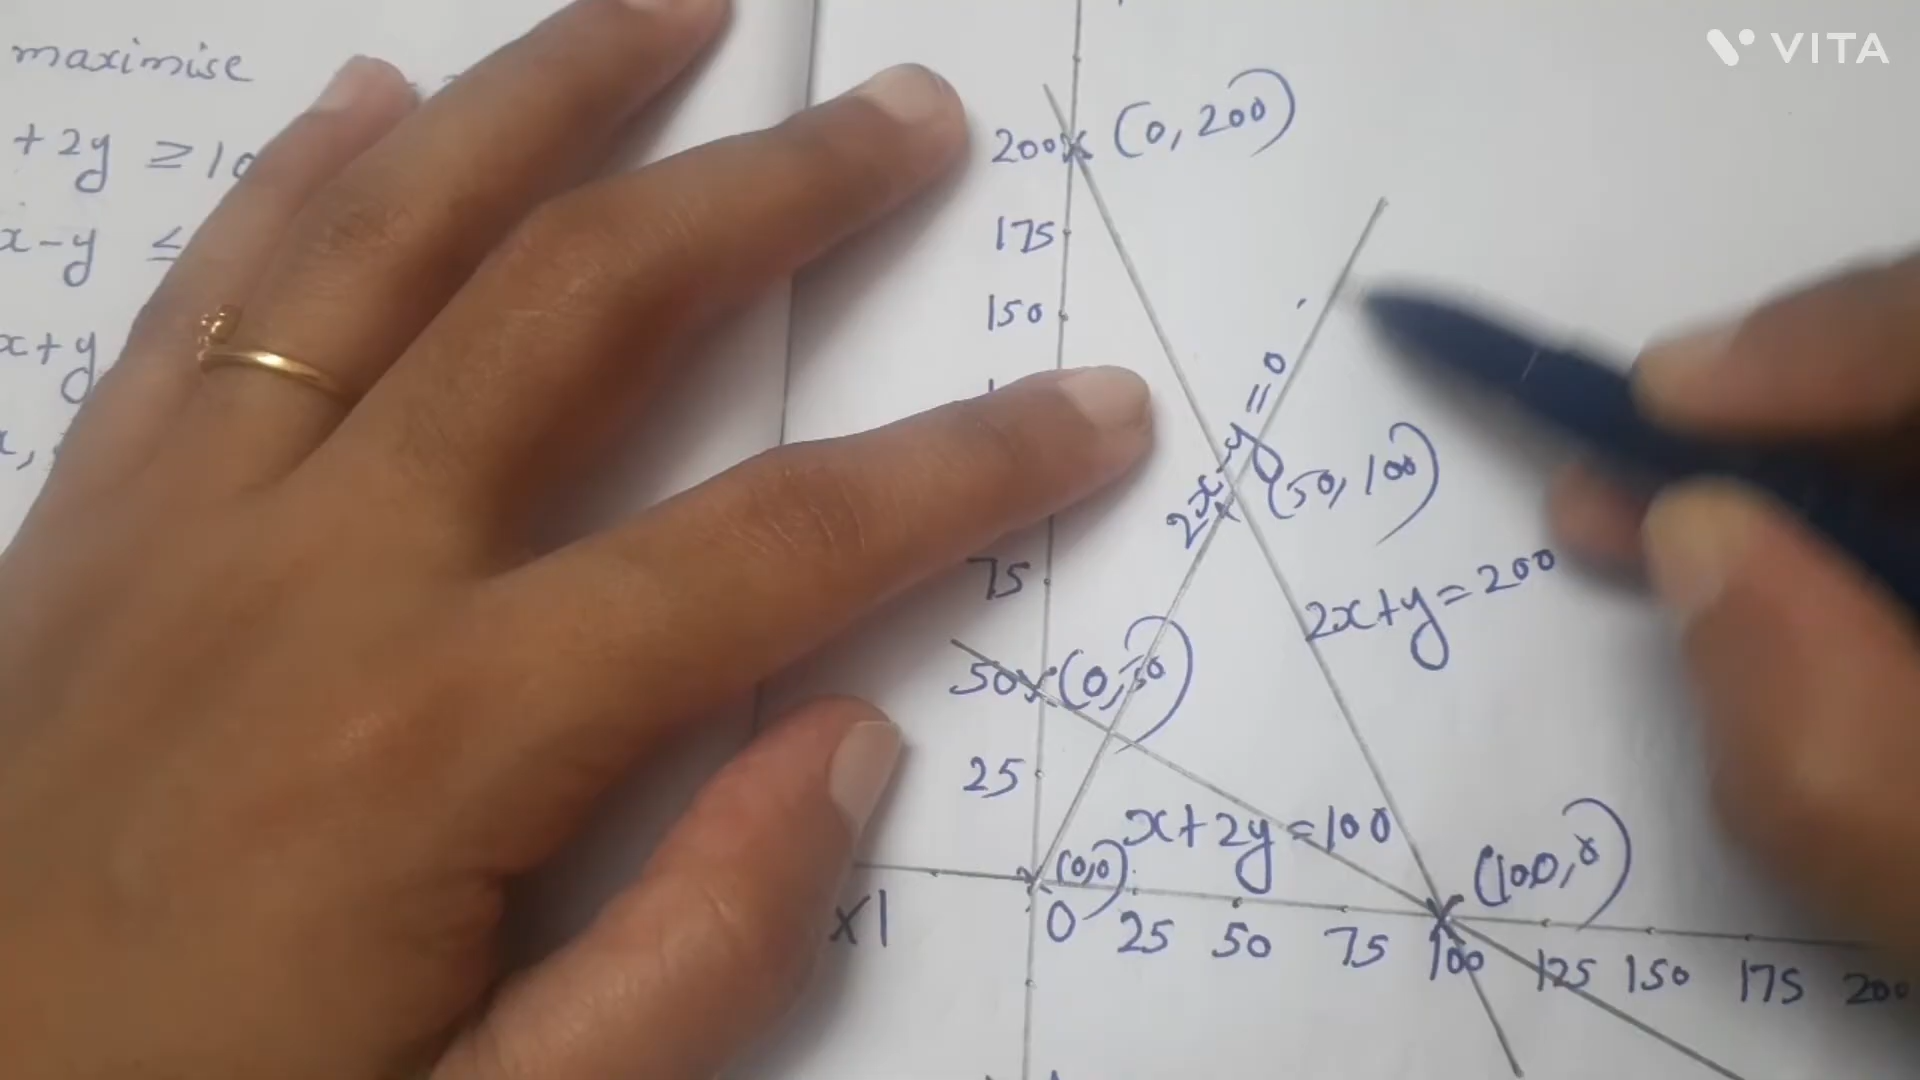 maximise
+2y ≥ 10
x-y ≤
x+y
x,
VITA
200 (0, 200)
175
150
2x-y=0
(50, 100)
75
2x+y=200
50 (0, 50)
25
x+2y=100
(0,0)
(100, 0)
X1
0 25 50 75 100 125 150 175 200